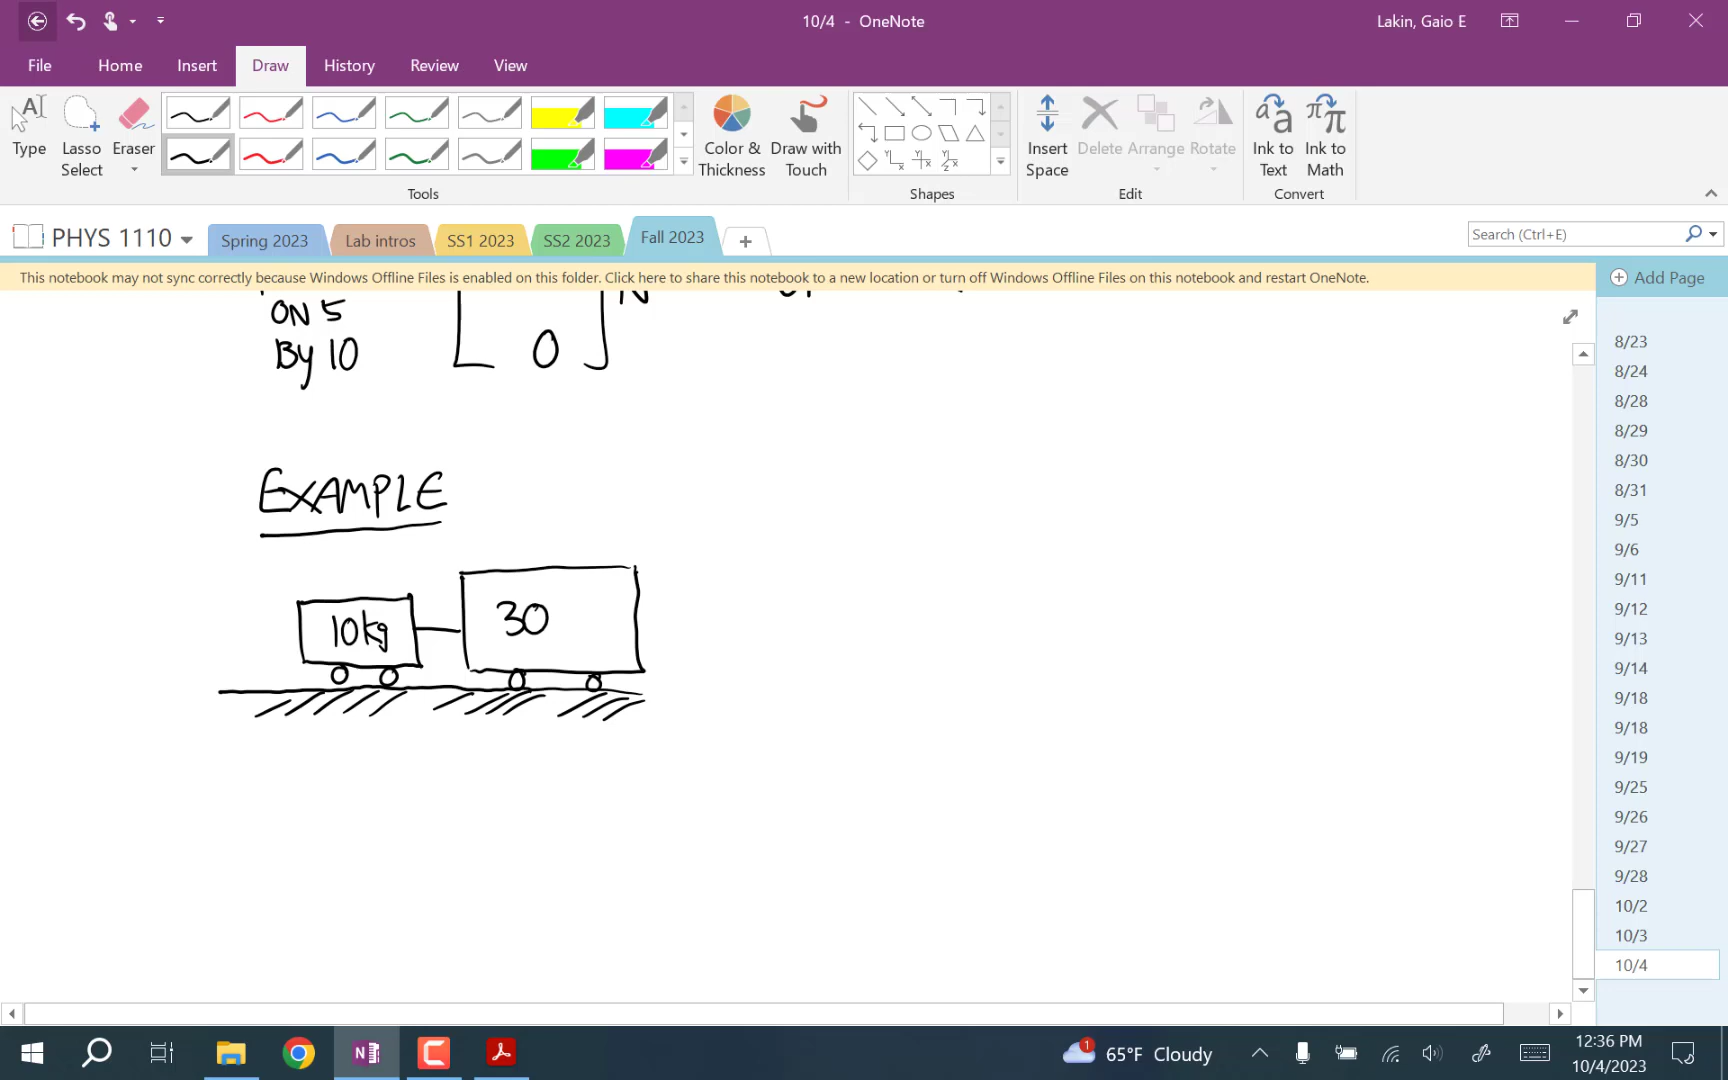 10/4 - OneNote
Lakin, Gaio E
File Home Insert Draw History Review View
Type
Lasso Select
Eraser
Color & Thickness
Draw with Touch
Insert Space
Delete
Arrange
Rotate
Ink to Text
Ink to Math
Tools Shapes Edit Convert
PHYS 1110
Spring 2023 Lab intros SS1 2023 SS2 2023 Fall 2023
Search (Ctrl+E)
This notebook may not sync correctly because Windows Offline Files is enabled on this folder. Click here to share this notebook to a new location or turn off Windows Offline Files on this notebook and restart OneNote.
Add Page
ON 5
By 10
0
EXAMPLE
10kg
30
8/23
8/24
8/28
8/29
8/30
8/31
9/5
9/6
9/11
9/12
9/13
9/14
9/18
9/18
9/19
9/25
9/26
9/27
9/28
10/2
10/3
10/4
65°F Cloudy
12:36 PM
10/4/2023